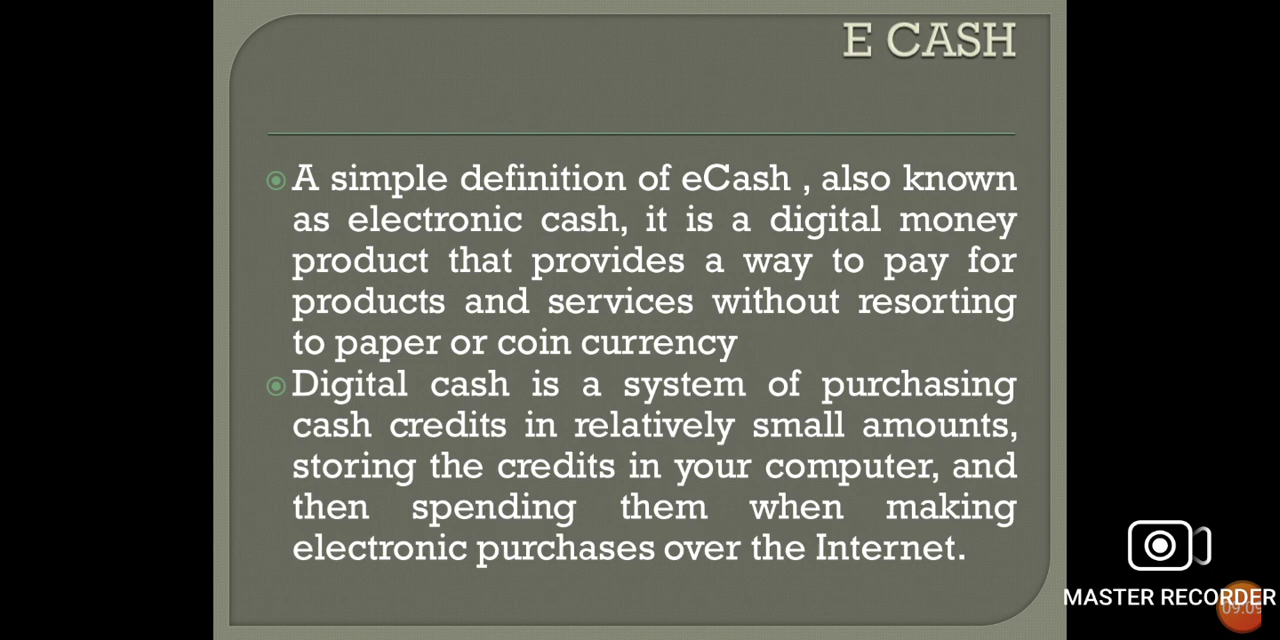 E CASH
A simple definition of eCash , also known
as electronic cash, it is a digital money
product that provides a way to pay for
products and services without resorting
to paper or coin currency
Digital cash is a system of purchasing
cash credits in relatively small amounts,
storing the credits in your computer, and
then spending them when making
electronic purchases over the Internet.
MASTER RECORDER
09:09